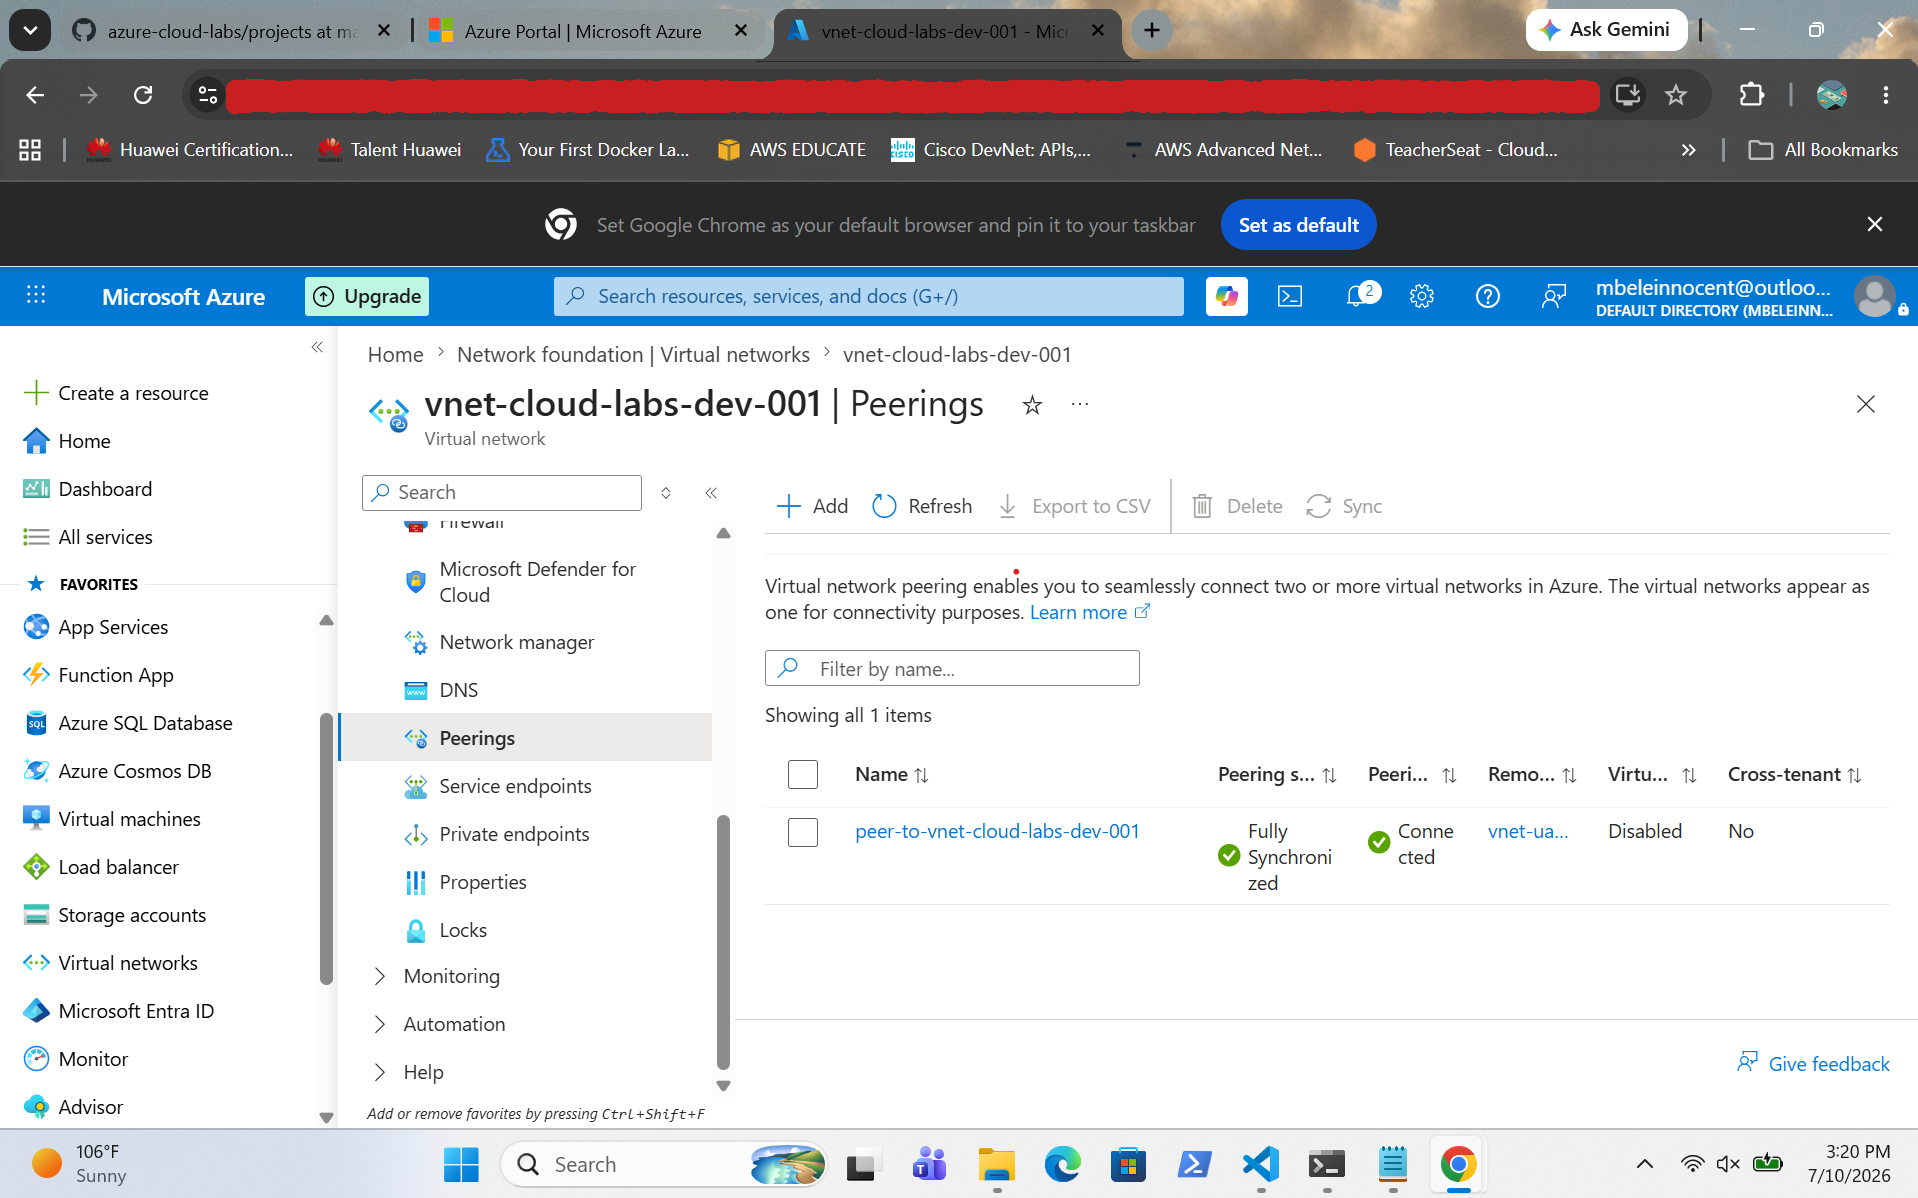 azure-cloud-labs/projects at ma
Azure Portal | Microsoft Azure
vnet-cloud-labs-dev-001 - Micr
Ask Gemini
Huawei Certification...
Talent Huawei
Your First Docker La...
AWS EDUCATE
Cisco DevNet: APIs,...
AWS Advanced Net...
TeacherSeat - Cloud...
All Bookmarks
Set Google Chrome as your default browser and pin it to your taskbar
Set as default
Microsoft Azure
Upgrade
Search resources, services, and docs (G+/)
2
mbeleinnocent@outloo...
DEFAULT DIRECTORY (MBELEINN...
Create a resource
Home
Dashboard
All services
FAVORITES
App Services
Function App
Azure SQL Database
Azure Cosmos DB
Virtual machines
Load balancer
Storage accounts
Virtual networks
Microsoft Entra ID
Monitor
Advisor
Home > Network foundation | Virtual networks > vnet-cloud-labs-dev-001
vnet-cloud-labs-dev-001 | Peerings
Virtual network
Search
Firewall
Microsoft Defender for
Cloud
Network manager
DNS
Peerings
Service endpoints
Private endpoints
Properties
Locks
Monitoring
Automation
Help
Add or remove favorites by pressing Ctrl+Shift+F
Add
Refresh
Export to CSV
Delete
Sync
Virtual network peering enables you to seamlessly connect two or more virtual networks in Azure. The virtual networks appear as
one for connectivity purposes. Learn more
Filter by name...
Showing all 1 items
Name Peering s... Peeri... Remo... Virtu... Cross-tenant
peer-to-vnet-cloud-labs-dev-001
Fully
Synchroni
zed
Conne
cted
vnet-ua...
Disabled
No
Give feedback
106°F
Sunny
Search
3:20 PM
7/10/2026